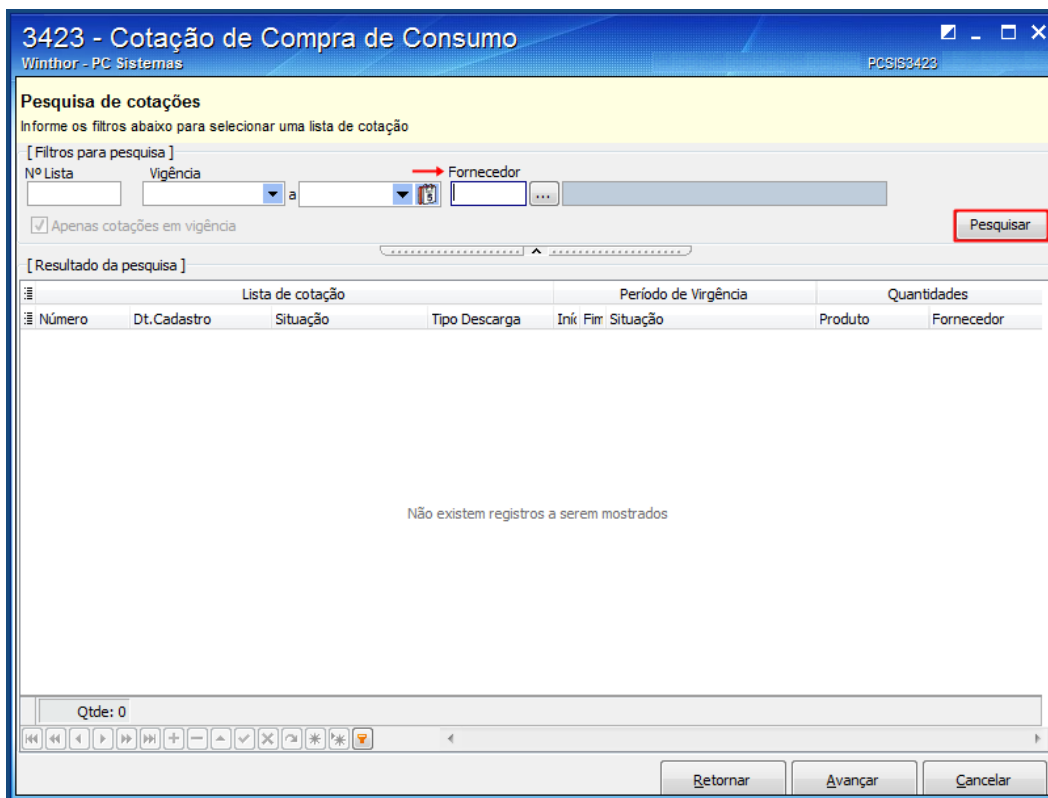 3423 - Cotação de Compra de Consumo
Winthor - PC Sistemas PCSIS3423
Pesquisa de cotações
Informe os filtros abaixo para selecionar uma lista de cotação
[ Filtros para pesquisa ]
Nº Lista Vigência Fornecedor
a 5 ...
Apenas cotações em vigência Pesquisar
[ Resultado da pesquisa ]
Lista de cotação Período de Virgência Quantidades
Número Dt.Cadastro Situação Tipo Descarga Iníc Fim Situação Produto Fornecedor
Não existem registros a serem mostrados
Qtde: 0
Retornar Avançar Cancelar